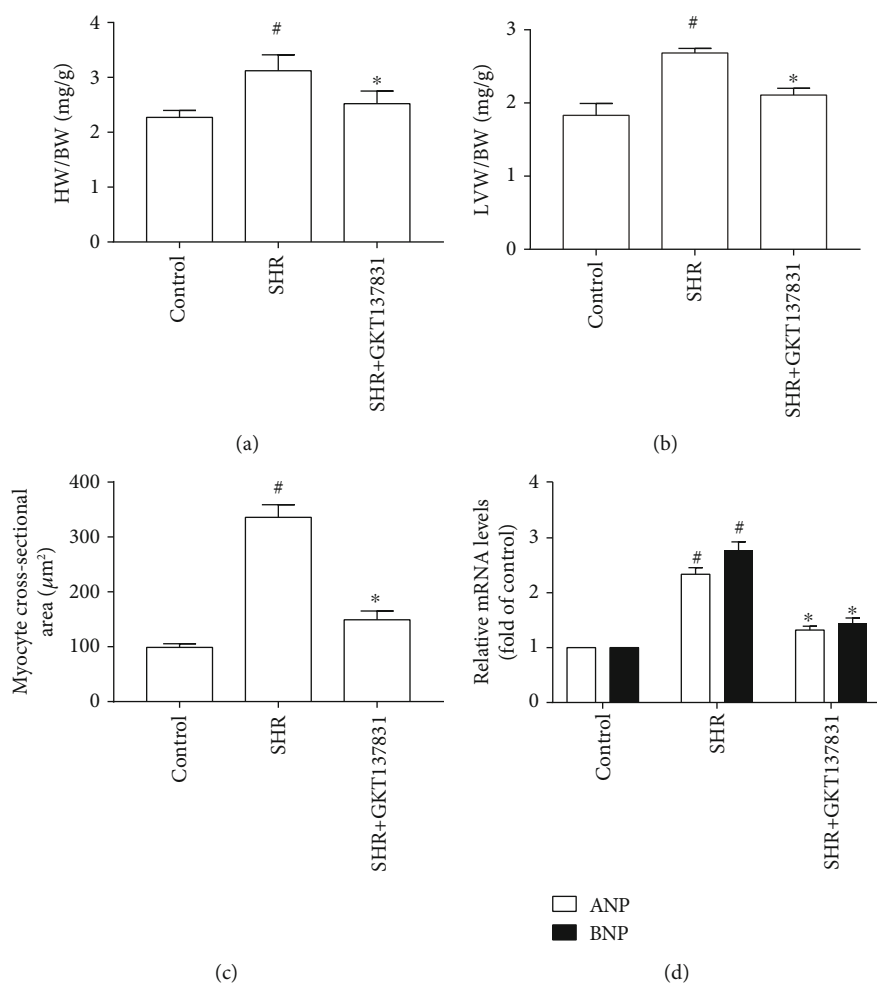 HW/BW (mg/g)
4
3
2
1
0
#
*
Control
SHR
SHR+GKT137831
(a)
LVW/BW (mg/g)
3
2
1
0
#
*
Control
SHR
SHR+GKT137831
(b)
Myocyte cross-sectional
area (μm²)
400
300
200
100
0
#
*
Control
SHR
SHR+GKT137831
(c)
Relative mRNA levels
(fold of control)
4
3
2
1
0
# #
* *
Control
SHR
SHR+GKT137831
ANP
BNP
(d)